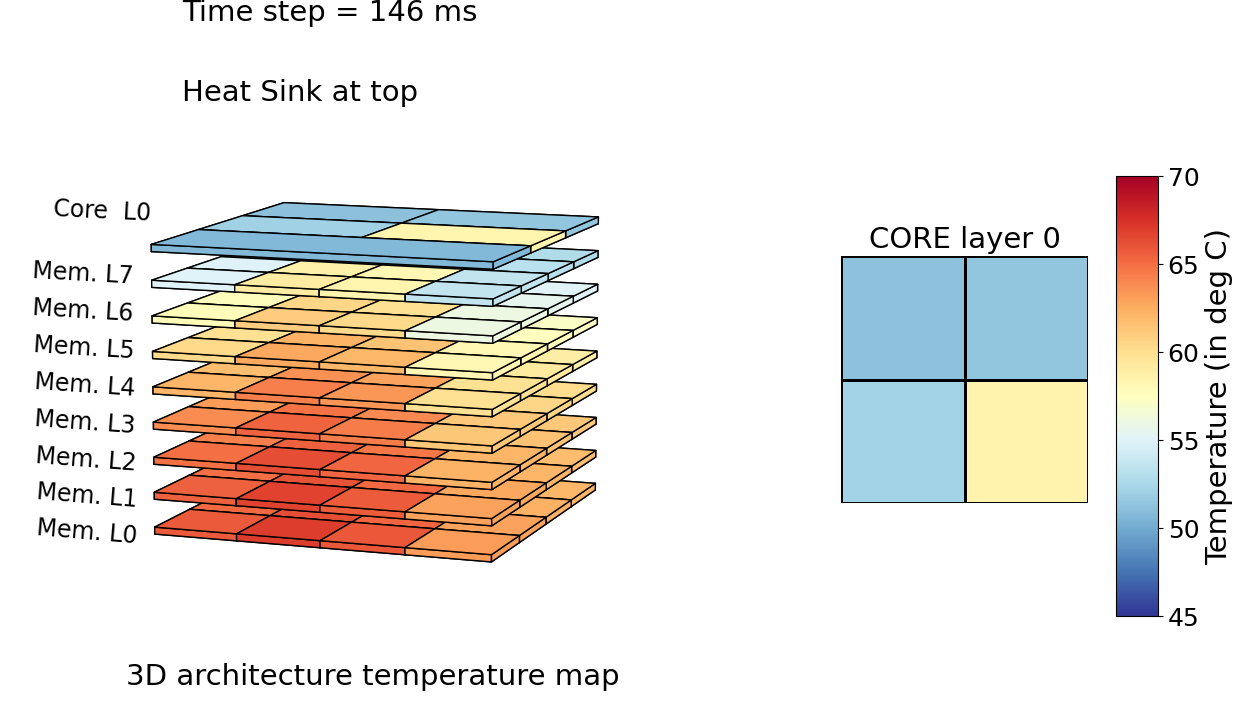 Time step = 146 ms
Heat Sink at top
Core  L0
Mem. L7
Mem. L6
Mem. L5
Mem. L4
Mem. L3
Mem. L2
Mem. L1
Mem. L0
3D architecture temperature map
CORE layer 0
70
65
60
55
50
45
Temperature (in deg C)